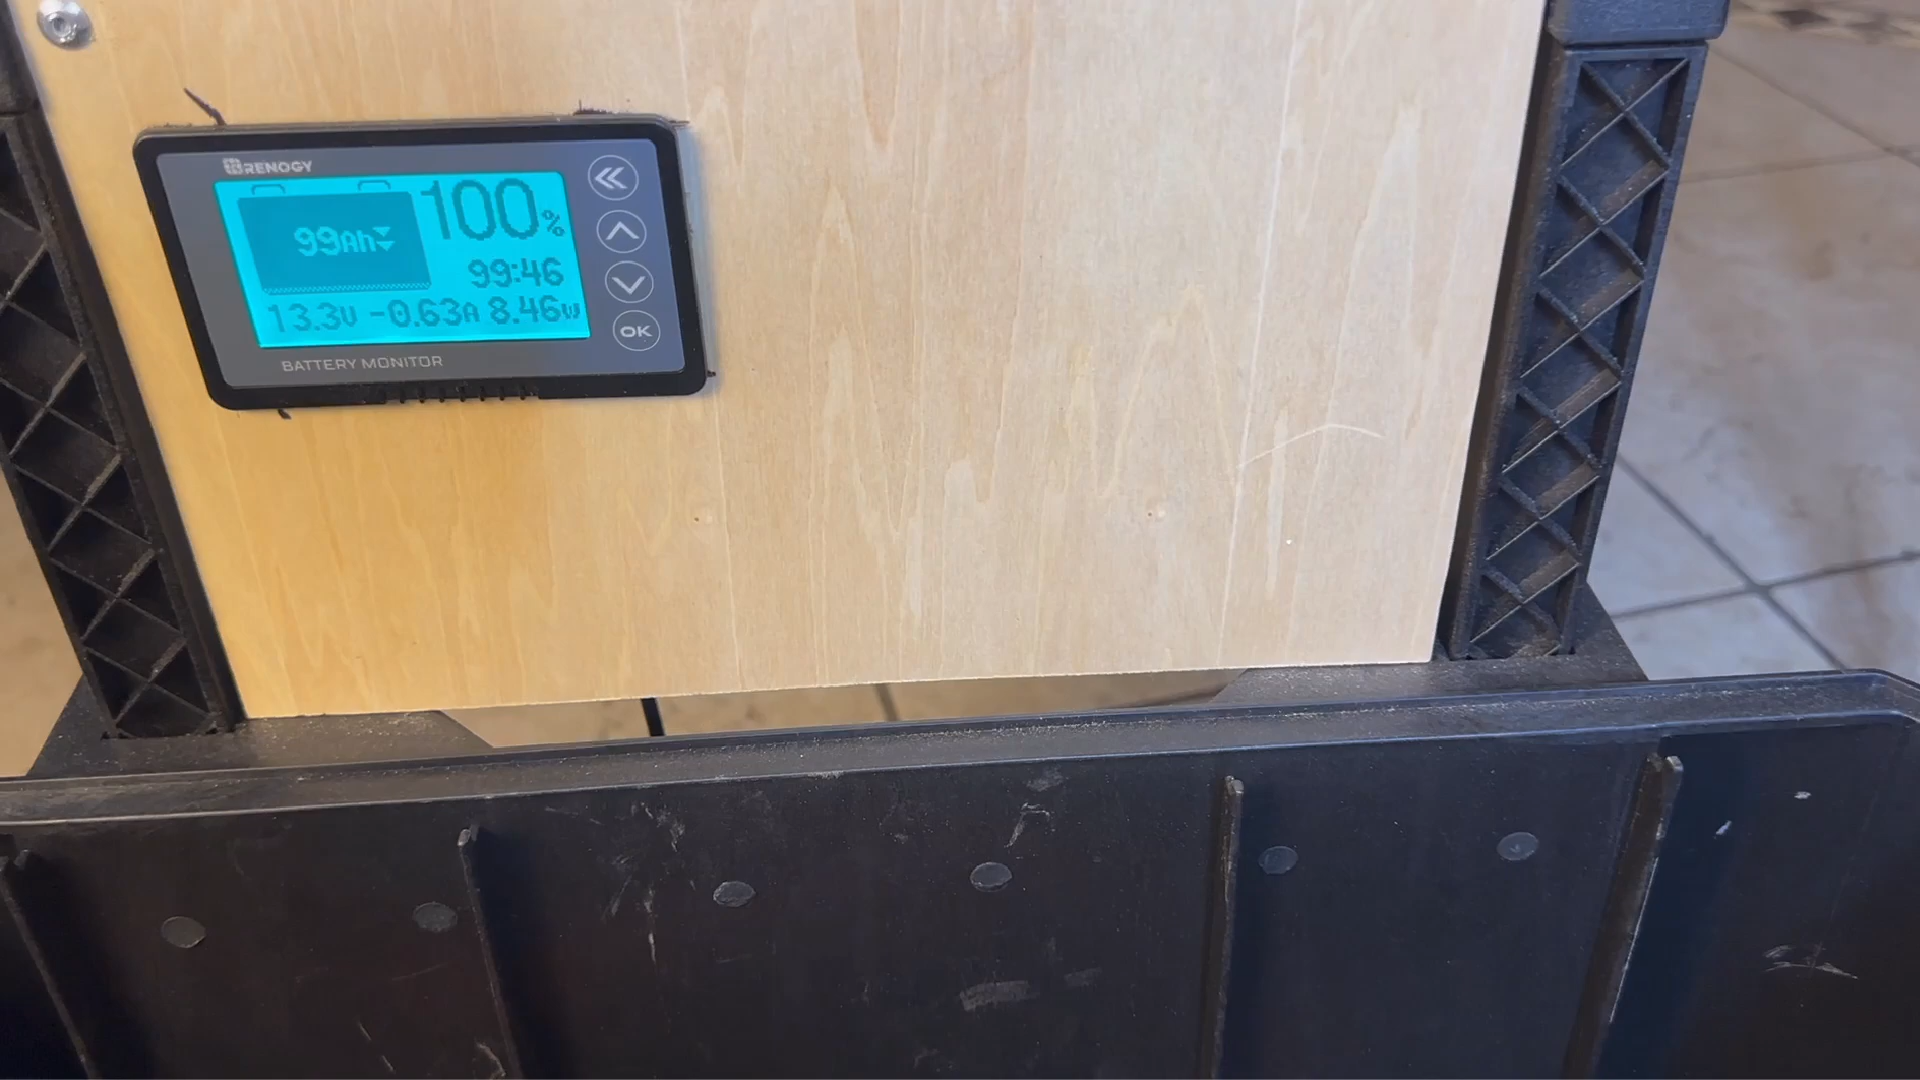 RENOGY
100%
99Ah
99:46
13.3V -0.63A 8.46W
OK
BATTERY MONITOR